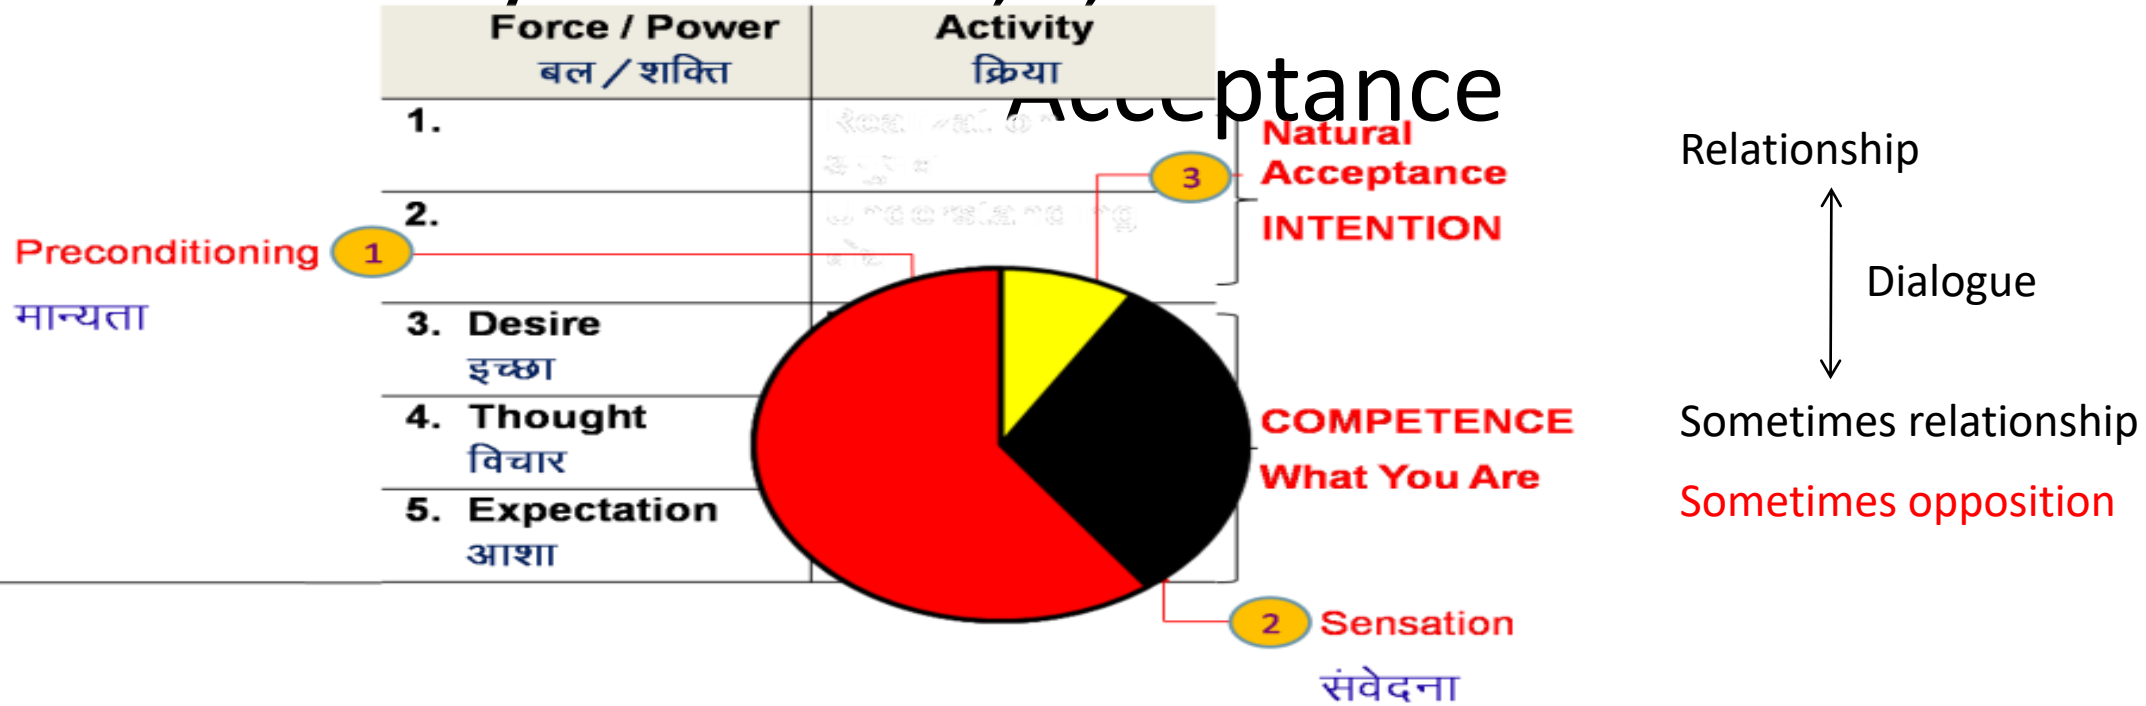 Force / Power
बल / शक्ति
Activity
क्रिया
Acceptance
1.
2.
Understanding
3. Desire
इच्छा
4. Thought
विचार
5. Expectation
आशा
Preconditioning 1
मान्यता
3 Natural
Acceptance
INTENTION
COMPETENCE
What You Are
2 Sensation
संवेदना
Relationship
Dialogue
Sometimes relationship
Sometimes opposition